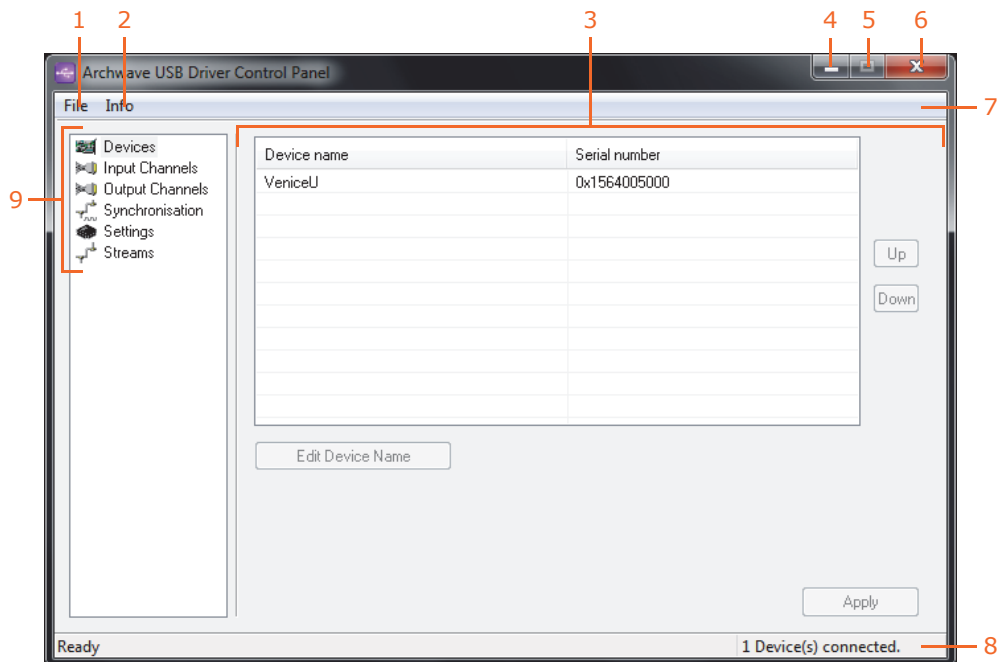 1 2 3 4 5 6
Archwave USB Driver Control Panel
File Info
7
9
Devices
Input Channels
Output Channels
Synchronisation
Settings
Streams
Device name Serial number
VeniceU 0x1564005000
Up
Down
Edit Device Name
Apply
Ready 1 Device(s) connected.
8